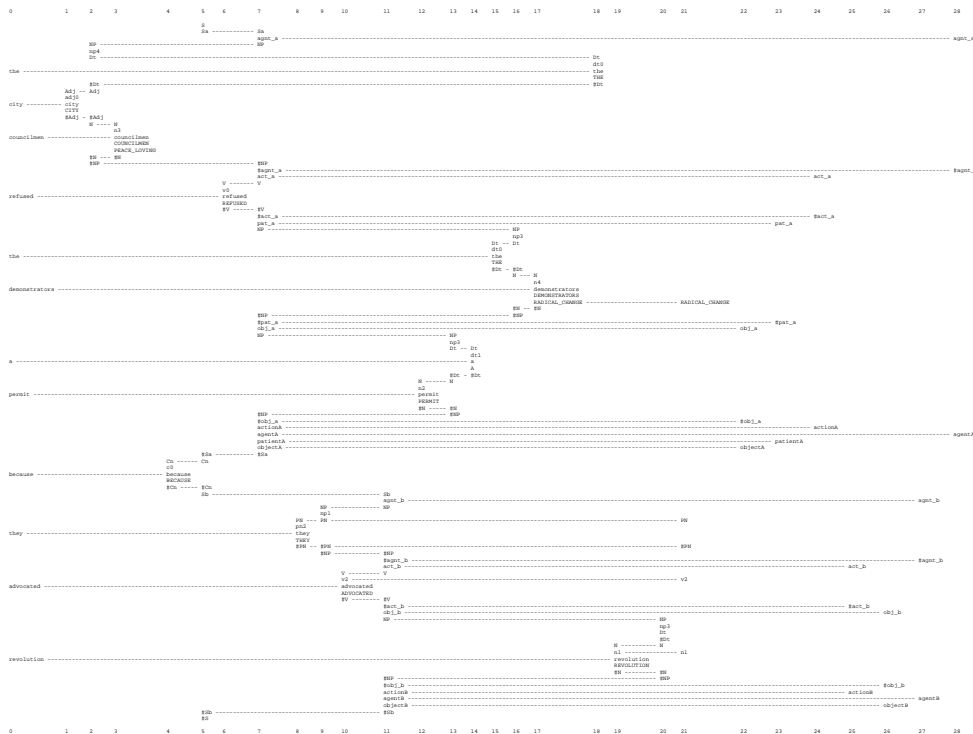 0 1 2 3 4 5 6 7 8 9 10 11 12 13 14 15 16 17 18 19 20 21 22 23 24 25 26 27 28
S
Sa ----------- Sa
agnt_a ----------- agnt_a
NP ----------- NP
np4
Dt ----------- Dt
dt0
the ----------- the
THE
$Dt ----------- $Dt
Adj -- Adj
adj0
city ---------- city
CITY
$Adj - $Adj
N ---- N
n3
councilmen ----------- councilmen
COUNCILMEN
PEACE_LOVING
$N --- $N
$NP ----------- $NP
$agnt_a ----------- $agnt_
act_a ----------- act_a
V ------- V
v0
refused ----------- refused
REFUSED
$V ------ $V
$act_a ----------- $act_a
pat_a ----------- pat_a
NP ----------- NP
np3
Dt -- Dt
dt0
the ----------- the
THE
$Dt - $Dt
N --- N
n4
demonstrators ----------- demonstrators
DEMONSTRATORS
RADICAL_CHANGE ----------- RADICAL_CHANGE
$N -- $N
$NP ----------- $NP
$pat_a ----------- $pat_a
obj_a ----------- obj_a
NP ----------- NP
np3
Dt -- Dt
dt1
a ----------- a
A
$Dt - $Dt
N ------ N
n2
permit ----------- permit
PERMIT
$N ---- $N
$NP ----------- $NP
$obj_a ----------- $obj_a
actionA ----------- actionA
agentA ----------- agentA
patientA ----------- patientA
objectA ----------- objectA
$Sa ----------- $Sa
Cn ---- Cn
c0
because ----------- because
BECAUSE
$Cn ---- $Cn
Sb ----------- Sb
agnt_b ----------- agnt_b
NP ----------- NP
np1
PN --- PN ----------- PN
pn2
they ----------- they
THEY
$PN -- $PN ----------- $PN
$NP ----------- $NP
$agnt_b ----------- $agnt_b
act_b ----------- act_b
V -------- V
v2 ----------- v2
advocated ----------- advocated
ADVOCATED
$V ------- $V
$act_b ----------- $act_b
obj_b ----------- obj_b
NP ----------- NP
np3
Dt
$Dt
N ---------- N
n1 ----------- n1
revolution ----------- revolution
REVOLUTION
$N --------- $N
$NP ----------- $NP
$obj_b ----------- $obj_b
actionB ----------- actionB
agentB ----------- agentB
objectB ----------- objectB
$Sb ----------- $Sb
$S
0 1 2 3 4 5 6 7 8 9 10 11 12 13 14 15 16 17 18 19 20 21 22 23 24 25 26 27 28